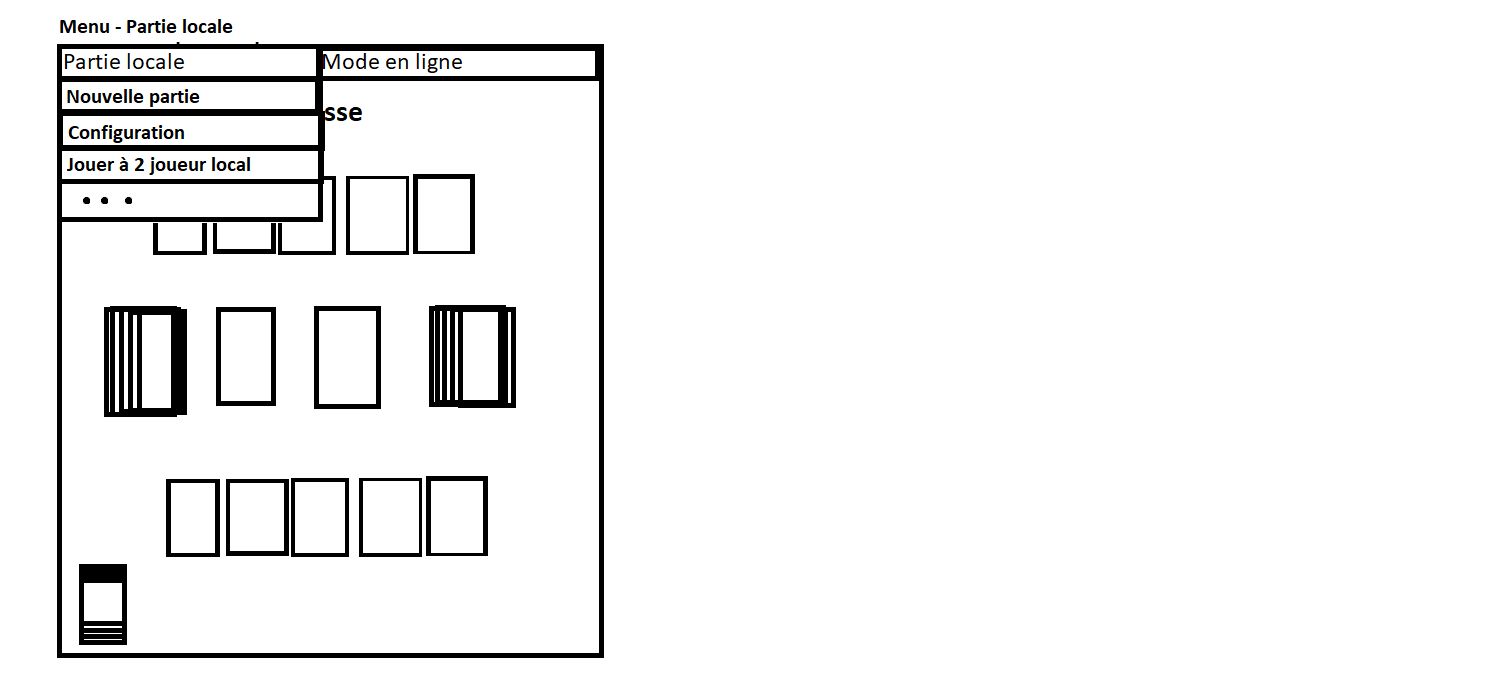 Menu - Partie locale
Partie locale
Mode en ligne
Nouvelle partie
sse
Configuration
Jouer à 2 joueur local
• • •